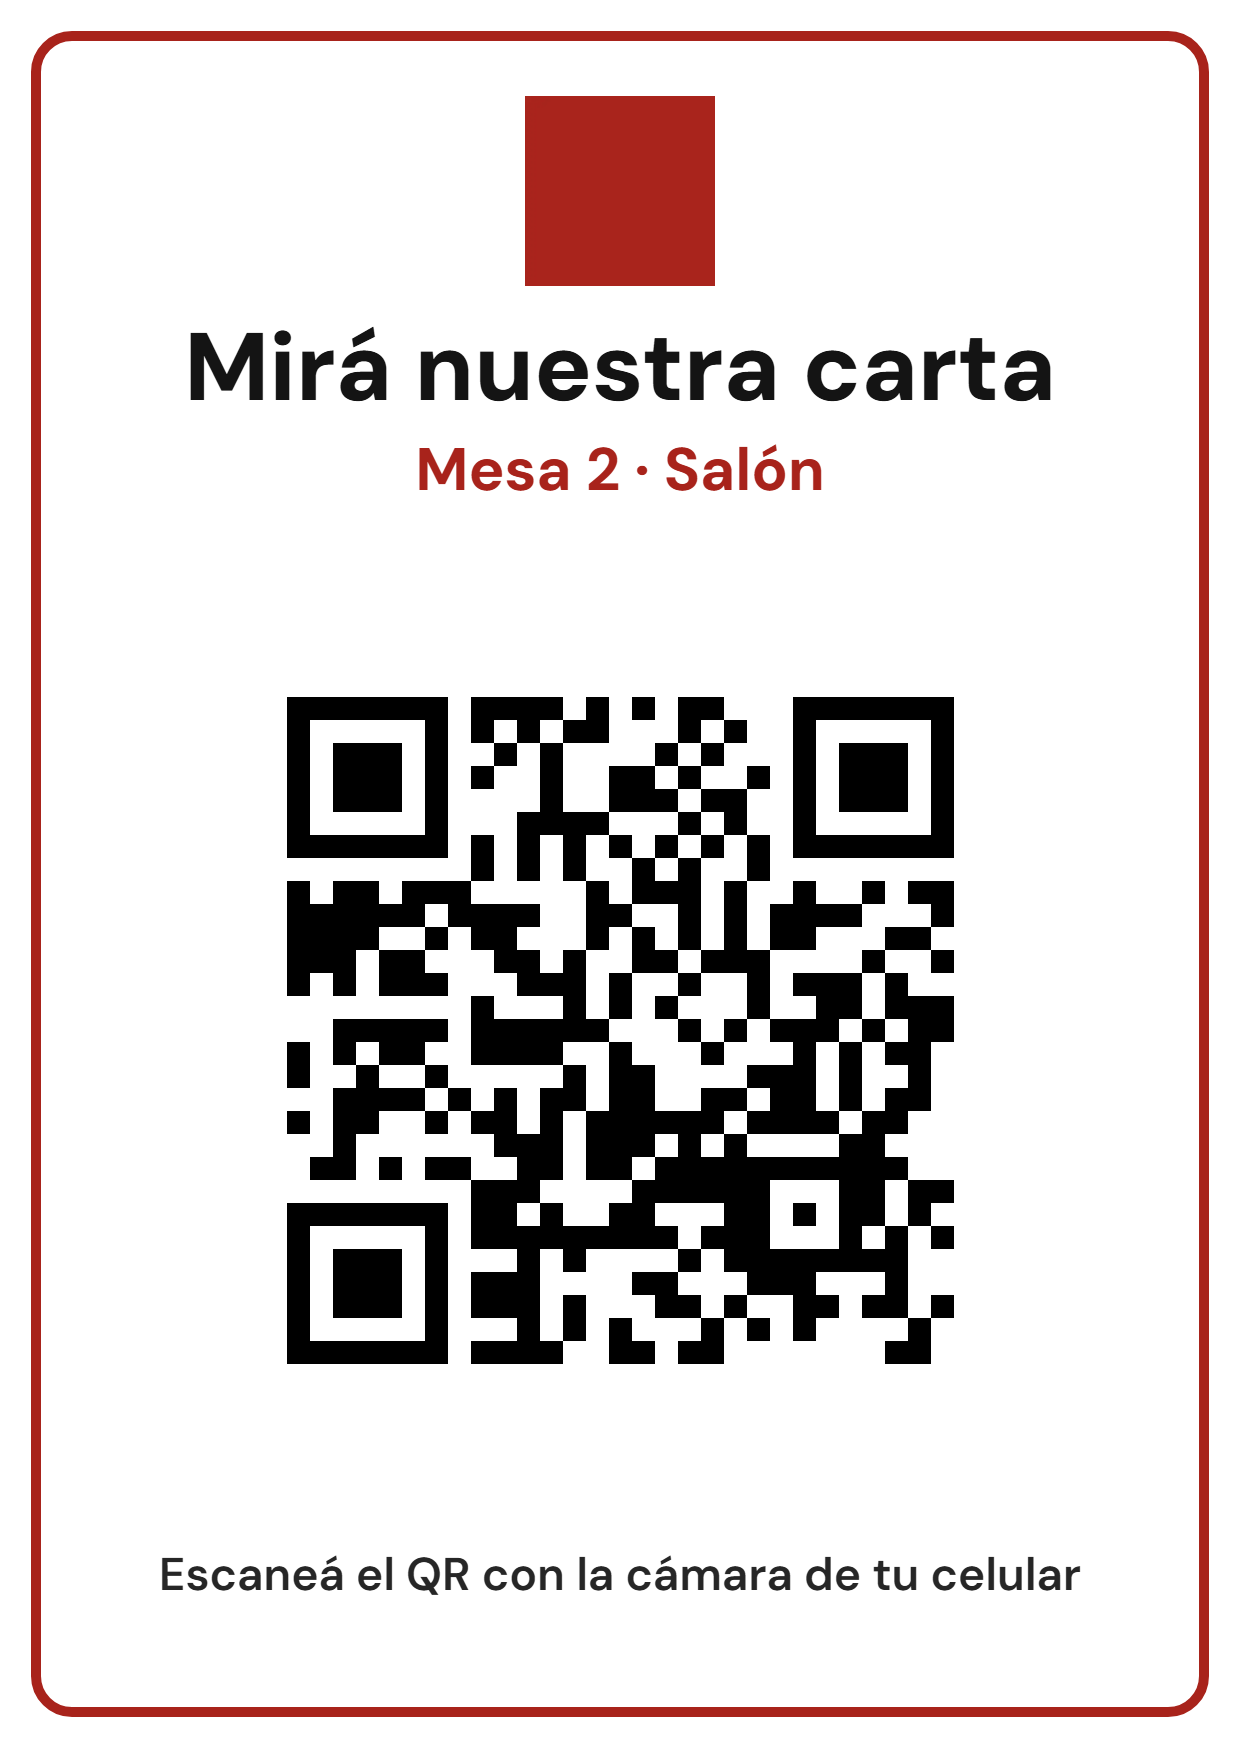 Mirá nuestra carta
Mesa 2 · Salón
Escaneá el QR con la cámara de tu celular